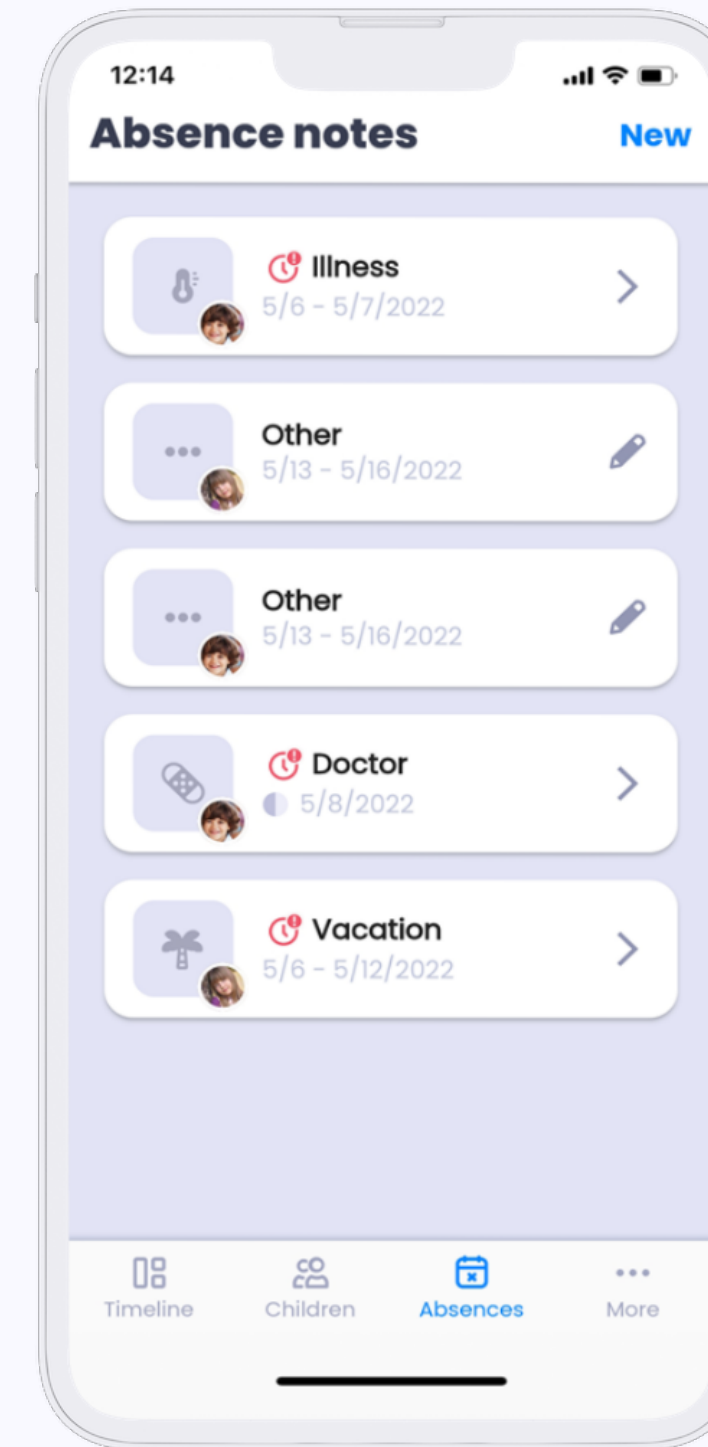 12:14
Absence notes
New
Illness
5/6 - 5/7/2022
Other
5/13 - 5/16/2022
Other
5/13 - 5/16/2022
Doctor
5/8/2022
Vacation
5/6 - 5/12/2022
Timeline
Children
Absences
More